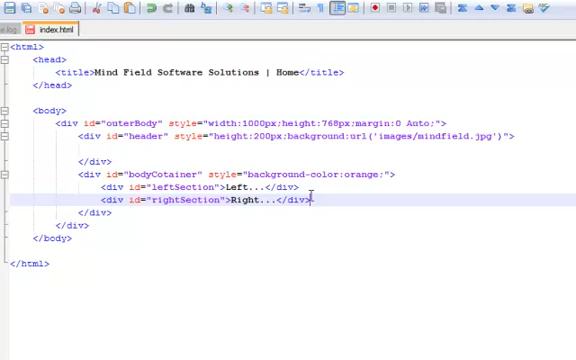 e.log index.html
<html>
<head>
<title>Mind Field Software Solutions | Home</title>
</head>
<body>
<div id="outerBody" style="width:1000px;height:768px;margin:0 Auto;">
<div id="header" style="height:200px;background:url('images/mindfield.jpg')">
</div>
<div id="bodyCotainer" style="background-color:orange;">
<div id="leftSection">Left...</div>
<div id="rightSection">Right...</div>
</div>
</div>
</body>
</html>